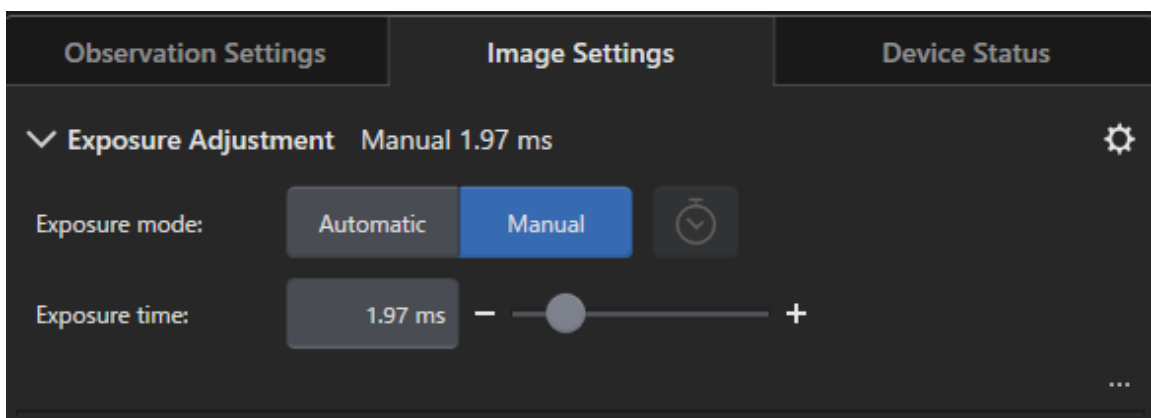 Observation Settings Image Settings Device Status
Exposure Adjustment Manual 1.97 ms
Exposure mode: Automatic Manual
Exposure time: 1.97 ms − +
...